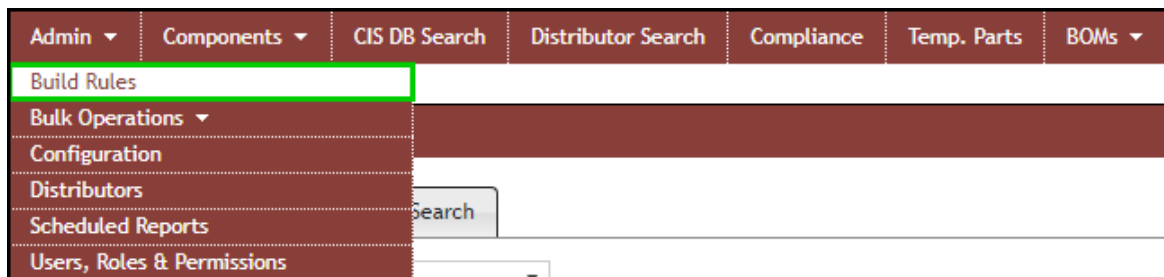 Admin Components CIS DB Search Distributor Search Compliance Temp. Parts BOMs
Build Rules
Bulk Operations
Configuration
Distributors
Search
Scheduled Reports
Users, Roles & Permissions